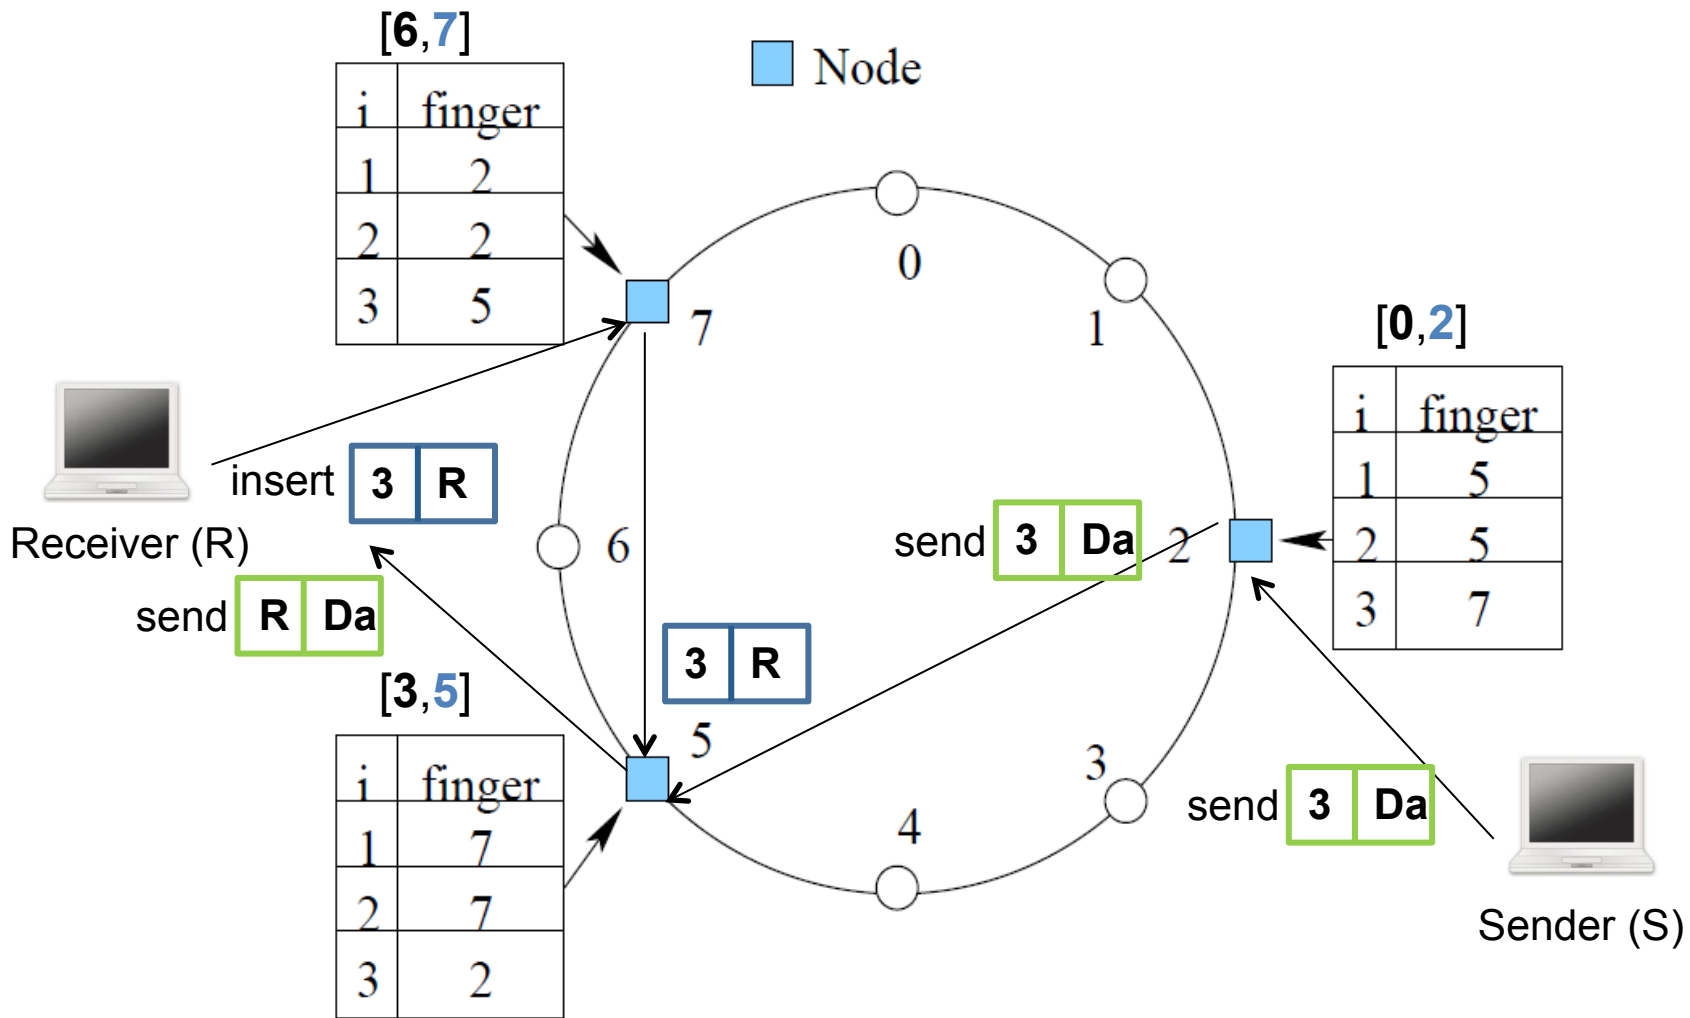 [6,7]
Node
i finger
1 2
2 2
3 5
0
7
1
[0,2]
i finger
1 5
2 5
3 7
insert 3 R
Receiver (R)
send 3 Da
2
6
send R Da
3 R
[3,5]
5
3
i finger
1 7
2 7
3 2
4
send 3 Da
Sender (S)